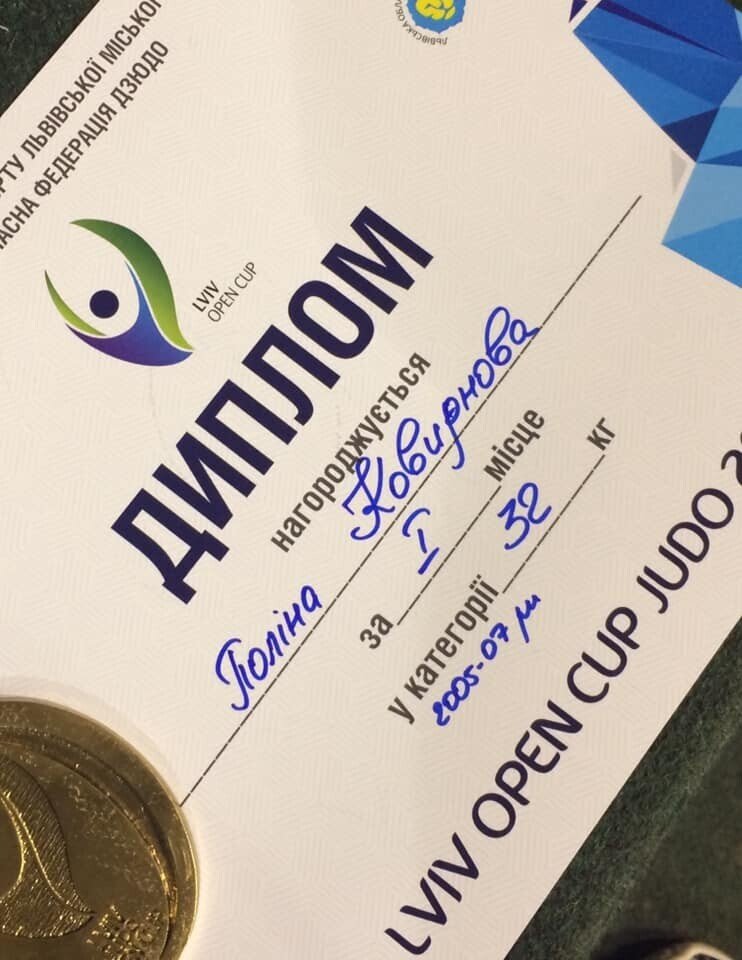 РТУ ЛЬВІВСЬКОЇ МІСЬКОЇ
ФЕДЕРАЦІЯ ДЗЮДО
LVIV
OPEN CUP
ДИПЛОМ
нагороджується
Поліна Ковирнова
за I місце
у категорії 32 кг
2005-07
LVIV OPEN CUP JUDO